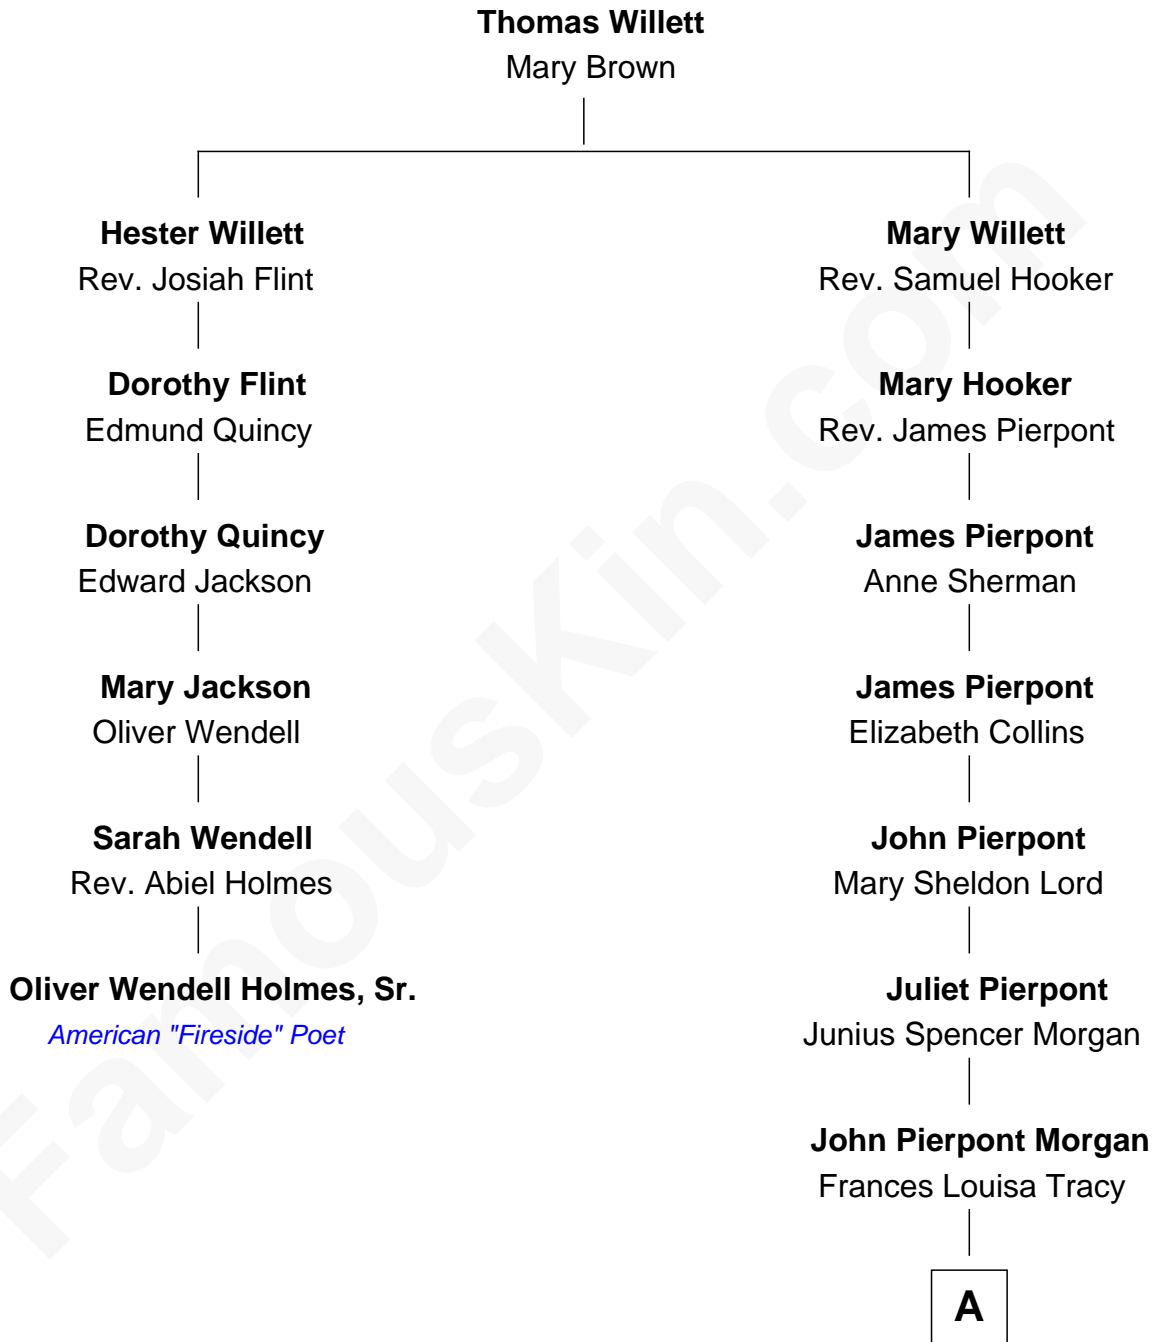 Thomas Willett
Mary Brown
Hester Willett
Rev. Josiah Flint
Dorothy Flint
Edmund Quincy
Dorothy Quincy
Edward Jackson
Mary Jackson
Oliver Wendell
Sarah Wendell
Rev. Abiel Holmes
Oliver Wendell Holmes, Sr.
American "Fireside" Poet
Mary Willett
Rev. Samuel Hooker
Mary Hooker
Rev. James Pierpont
James Pierpont
Anne Sherman
James Pierpont
Elizabeth Collins
John Pierpont
Mary Sheldon Lord
Juliet Pierpont
Junius Spencer Morgan
John Pierpont Morgan
Frances Louisa Tracy
A
FamousKin.com